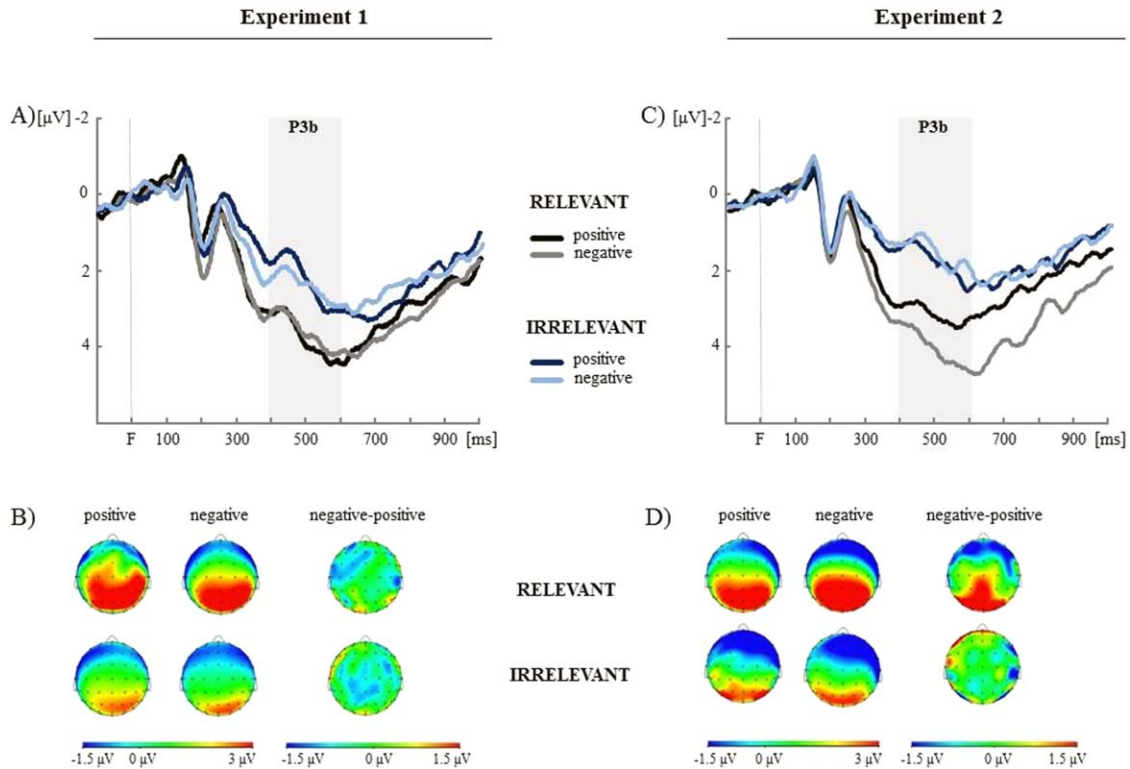 Experiment 1
Experiment 2
A)
[µV] -2
0
2
4
P3b
F 100 300 500 700 900 [ms]
RELEVANT
positive
negative
IRRELEVANT
positive
negative
C)
[µV] -2
0
2
4
P3b
F 100 300 500 700 900 [ms]
B)
positive negative negative-positive
RELEVANT
IRRELEVANT
-1.5 µV 0 µV 3 µV
-1.5 µV 0 µV 1.5 µV
D)
positive negative negative-positive
-1.5 µV 0 µV 3 µV
-1.5 µV 0 µV 1.5 µV